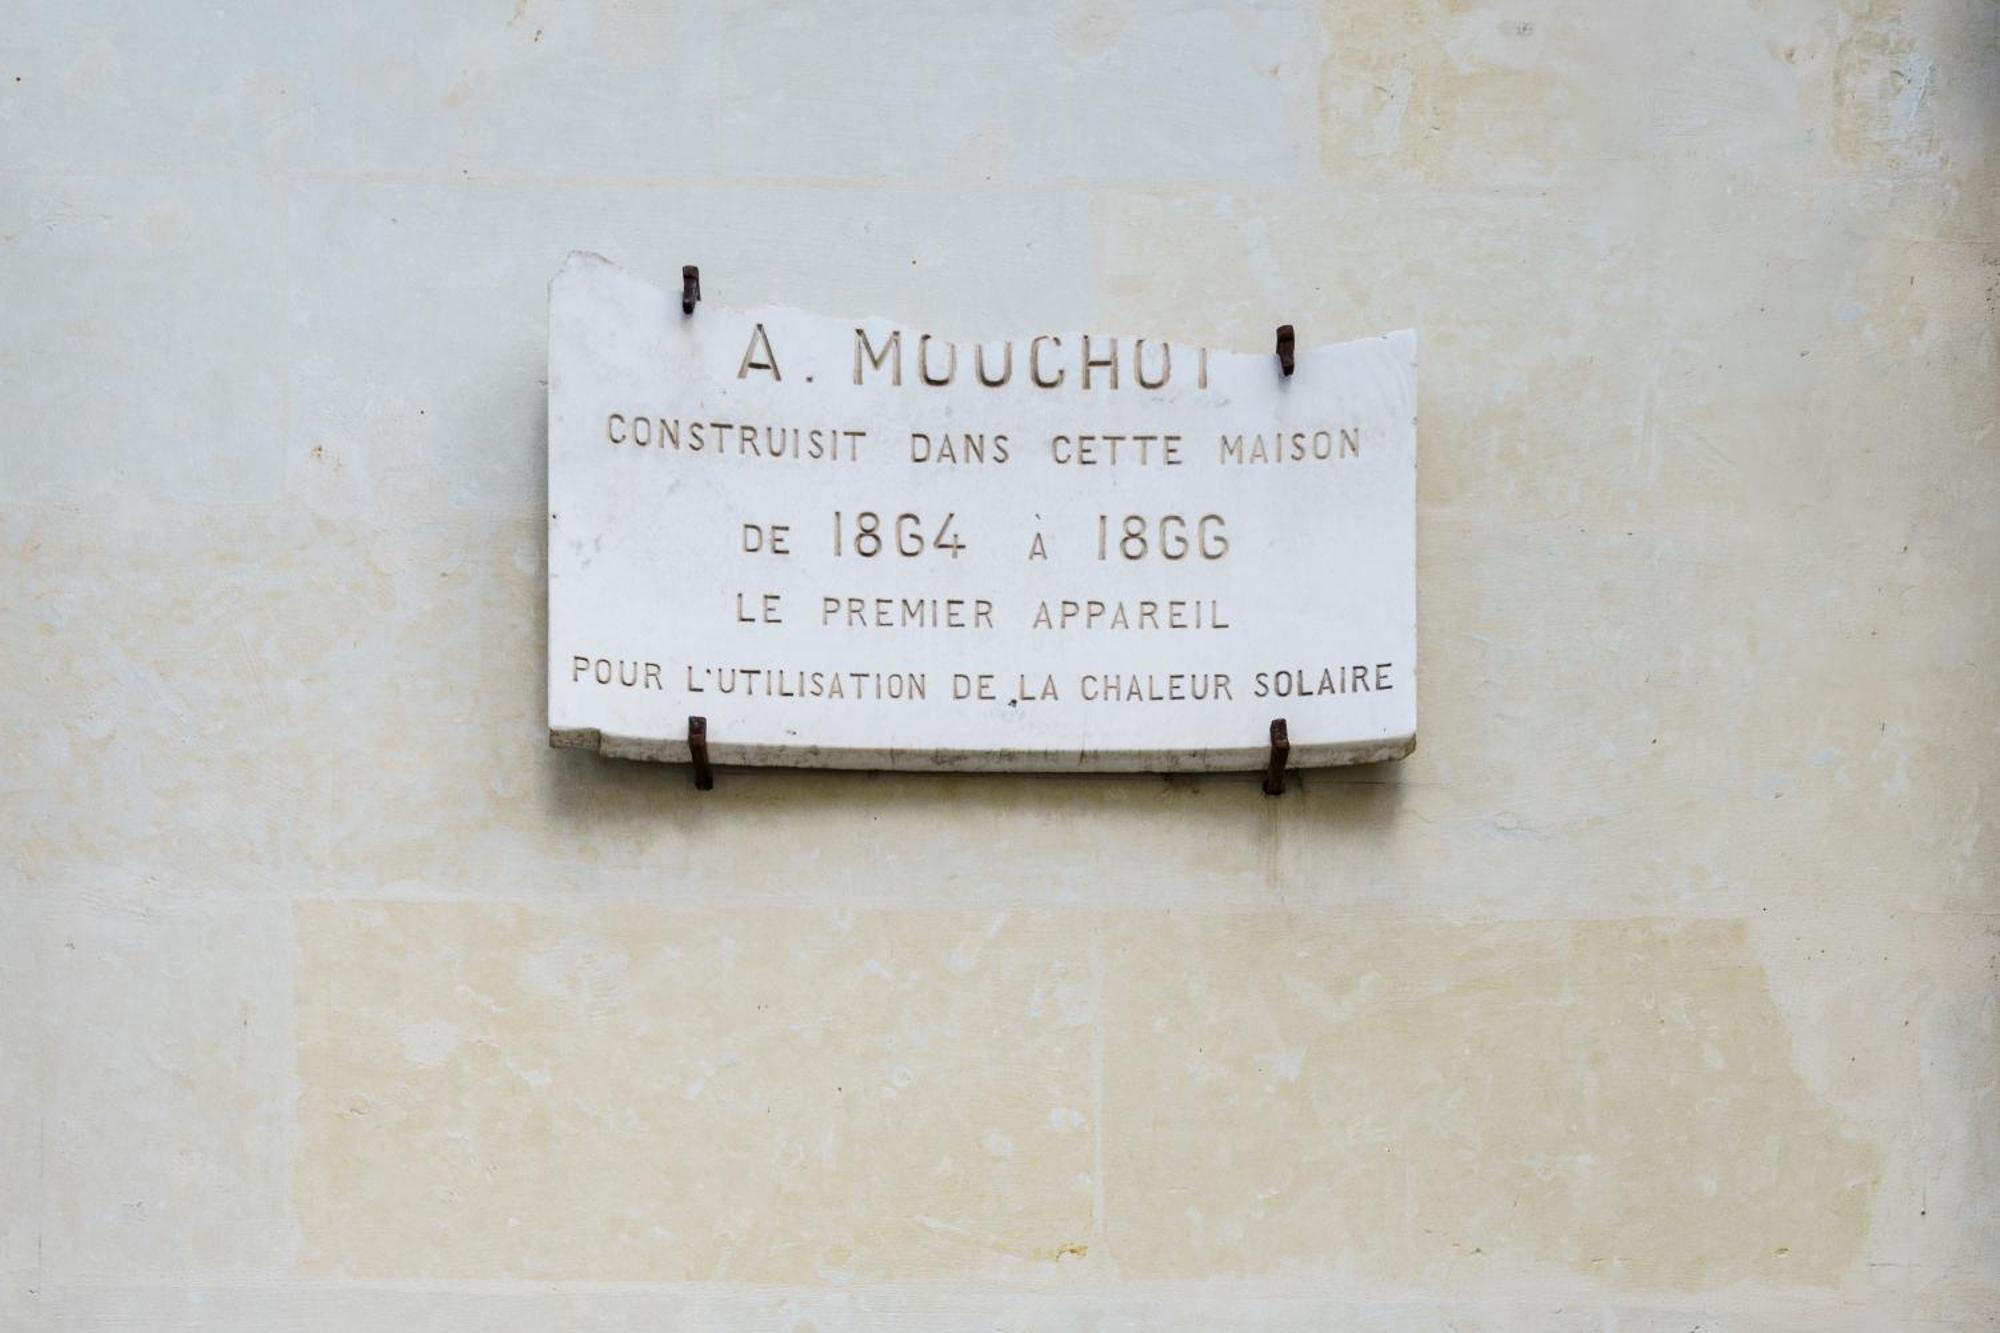 A. MOUCHOT
CONSTRUISIT DANS CETTE MAISON
DE 1864 À 1866
LE PREMIER APPAREIL
POUR L'UTILISATION DE LA CHALEUR SOLAIRE